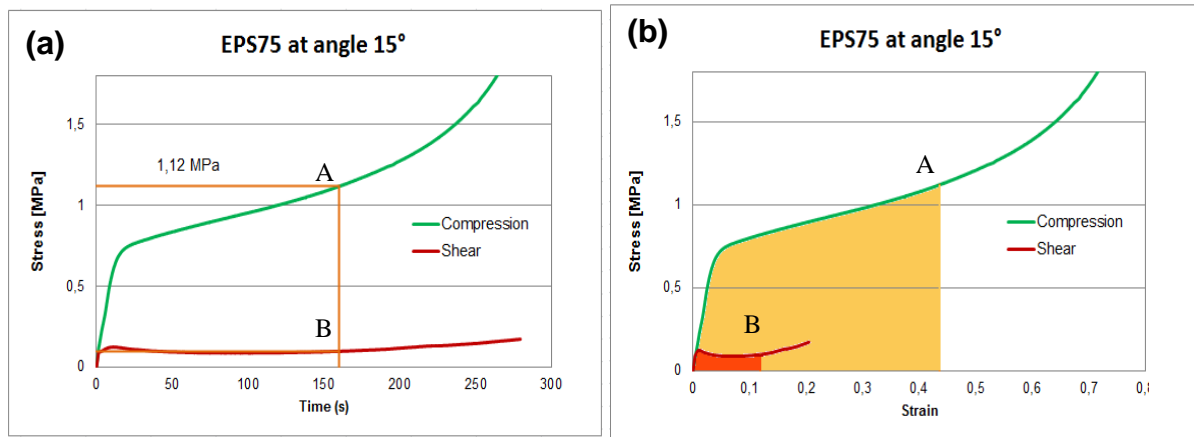 (a)
EPS75 at angle 15°
Stress [MPa]
1,5
1
0,5
0
1,12 MPa
A
B
Compression
Shear
0 50 100 150 200 250 300
Time (s)
(b)
EPS75 at angle 15°
Stress [MPa]
1,5
1
0,5
0
A
B
Compression
Shear
0 0,1 0,2 0,3 0,4 0,5 0,6 0,7
Strain